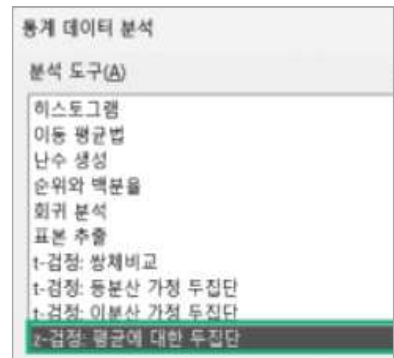 통계 데이터 분석
분석 도구(A)
히스토그램
이동 평균법
난수 생성
순위와 백분율
회귀 분석
표본 추출
t-검정: 쌍체비교
t-검정: 등분산 가정 두집단
t-검정: 이분산 가정 두집단
z-검정: 평균에 대한 두집단